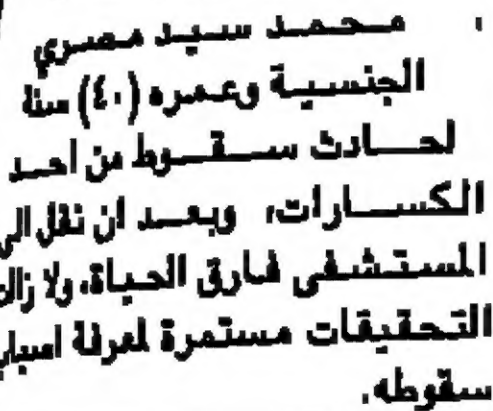 محمد سيد مصري
الجنسية وعمره (٤٠) سنة
لحادث سقوط من احد
الكسارات، وبعد ان نقل الى
المستشفى فارق الحياة، ولا زالت
التحقيقات مستمرة لمعرفة اسباب
سقوطه.